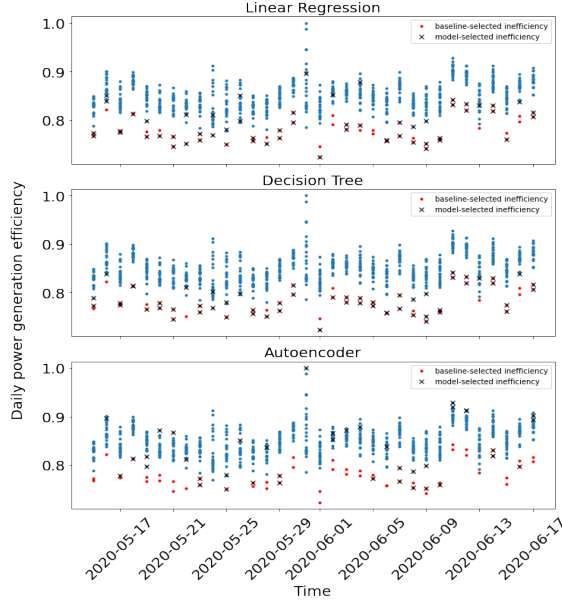 Linear Regression
1.0
0.9
0.8
baseline-selected inefficiency
model-selected inefficiency
Decision Tree
1.0
0.9
0.8
baseline-selected inefficiency
model-selected inefficiency
Autoencoder
1.0
0.9
0.8
baseline-selected inefficiency
model-selected inefficiency
Daily power generation efficiency
2020-05-17
2020-05-21
2020-05-25
2020-05-29
2020-06-01
2020-06-05
2020-06-09
2020-06-13
2020-06-17
Time